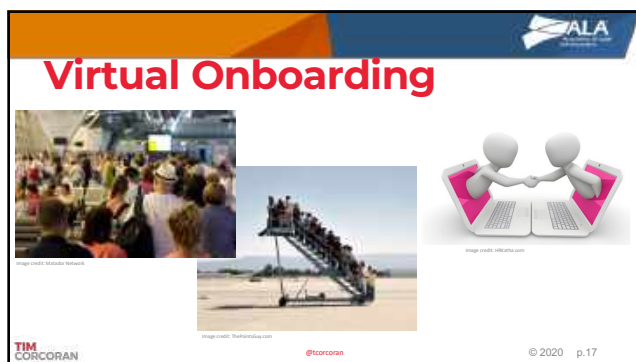 ALA
Virtual Onboarding
Image credit: Matador Network
Image credit: HRKatha.com
Image credit: ThePointsGuy.com
TIM
CORCORAN
@tcorcoran
© 2020 p.17